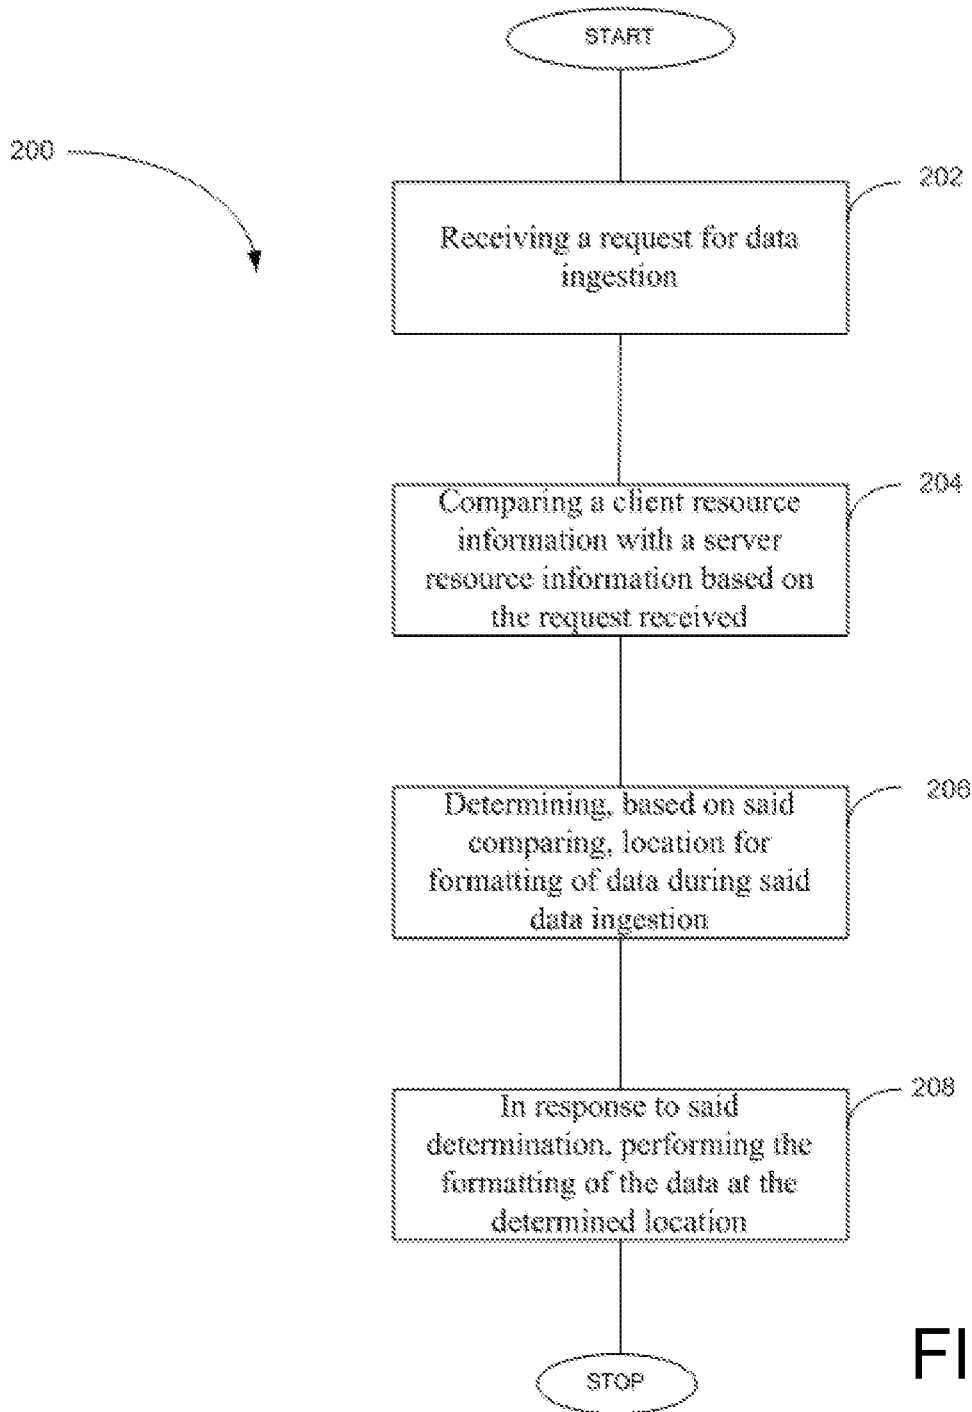 START
200
202
Receiving a request for data
ingestion
204
Comparing a client resource
information with a server
resource information based on
the request received
206
Determining, based on said
comparing, location for
formatting of data during said
data ingestion
208
In response to said
determination, performing the
formatting of the data at the
determined location
FI
STOP